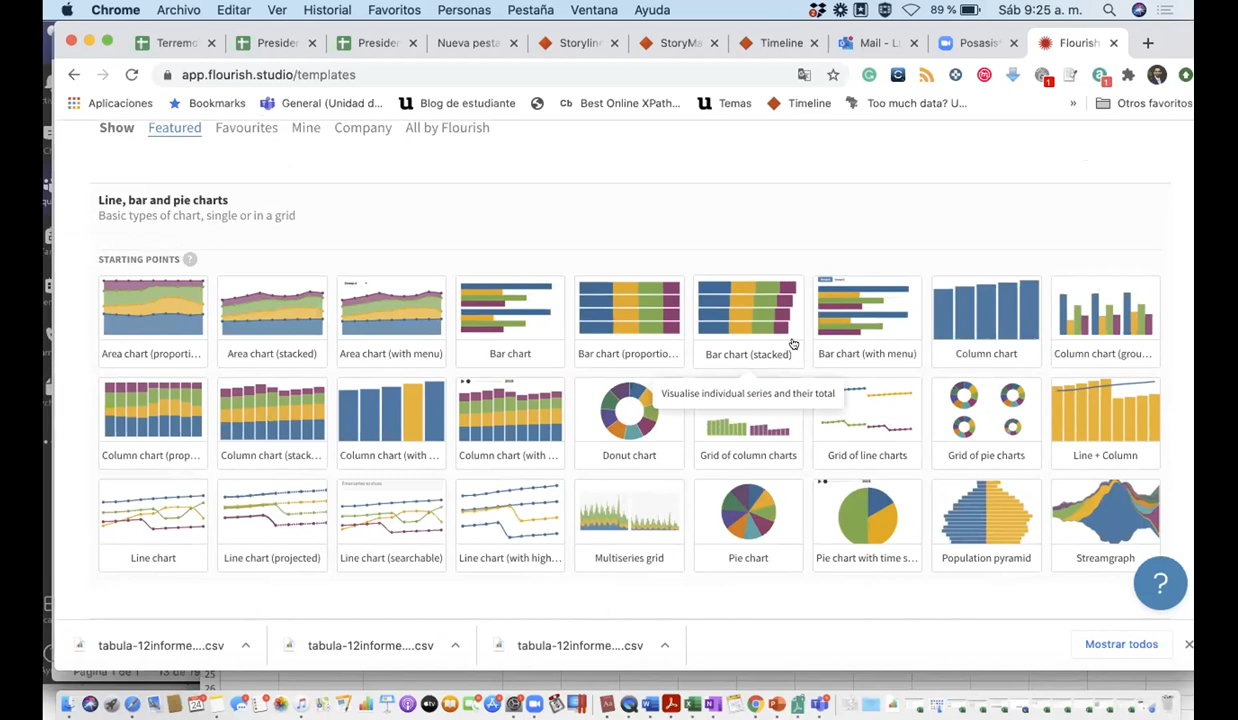 Chrome Archivo Editar Ver Historial Favoritos Personas Pestaña Ventana Ayuda 89 % Sáb 9:25 a. m.
Terremo Presider Presider Nueva pesta Storylin StoryMa Timeline Mail - L Posasist Flourish
app.flourish.studio/templates
Aplicaciones Bookmarks General (Unidad d... Blog de estudiante Best Online XPath... Temas Timeline Too much data? U... » Otros favoritos
Show Featured Favourites Mine Company All by Flourish
Line, bar and pie charts
Basic types of chart, single or in a grid
STARTING POINTS ?
Area chart (proporti... Area chart (stacked) Area chart (with menu) Bar chart Bar chart (proportio... Bar chart (stacked) Bar chart (with menu) Column chart Column chart (grou...
Visualise individual series and their total
Column chart (prop... Column chart (stack... Column chart (with ... Column chart (with ... Donut chart Grid of column charts Grid of line charts Grid of pie charts Line + Column
Line chart Line chart (projected) Line chart (searchable) Line chart (with high... Multiseries grid Pie chart Pie chart with time s... Population pyramid Streamgraph
?
tabula-12informe....csv tabula-12informe....csv tabula-12informe....csv Mostrar todos
25
26